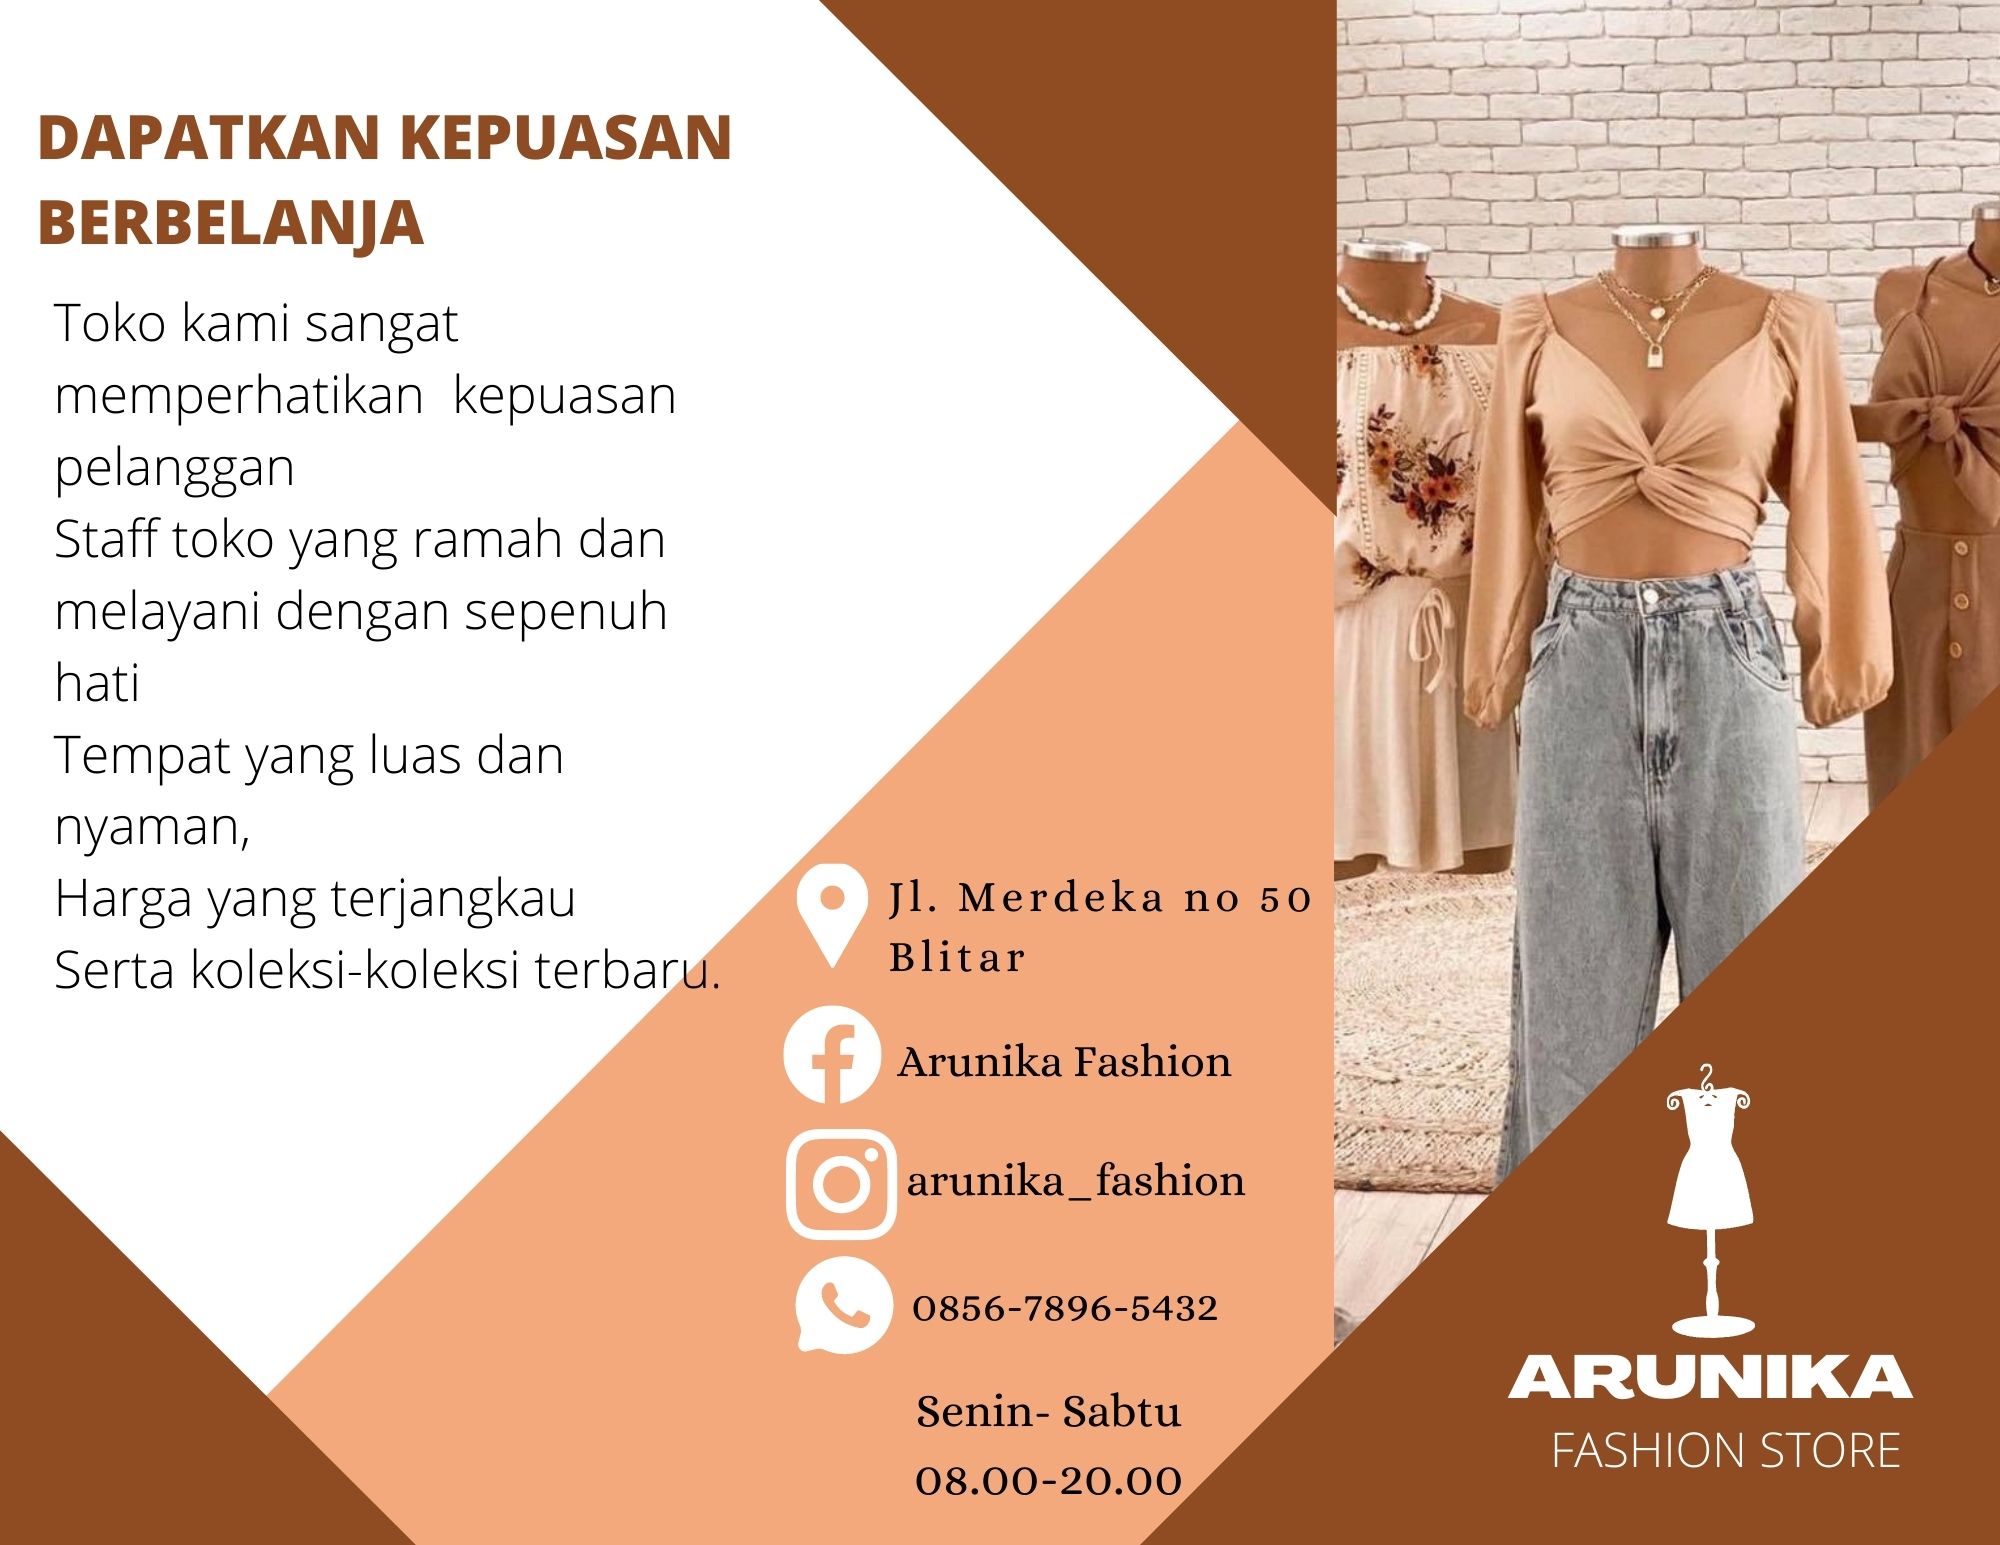 DAPATKAN KEPUASAN
BERBELANJA
Toko kami sangat
memperhatikan  kepuasan
pelanggan
Staff toko yang ramah dan
melayani dengan sepenuh
hati
Tempat yang luas dan
nyaman,
Harga yang terjangkau
Serta koleksi-koleksi terbaru.
Jl. Merdeka no 50
Blitar
Arunika Fashion
arunika_fashion
0856-7896-5432
Senin- Sabtu
08.00-20.00
ARUNIKA
FASHION STORE